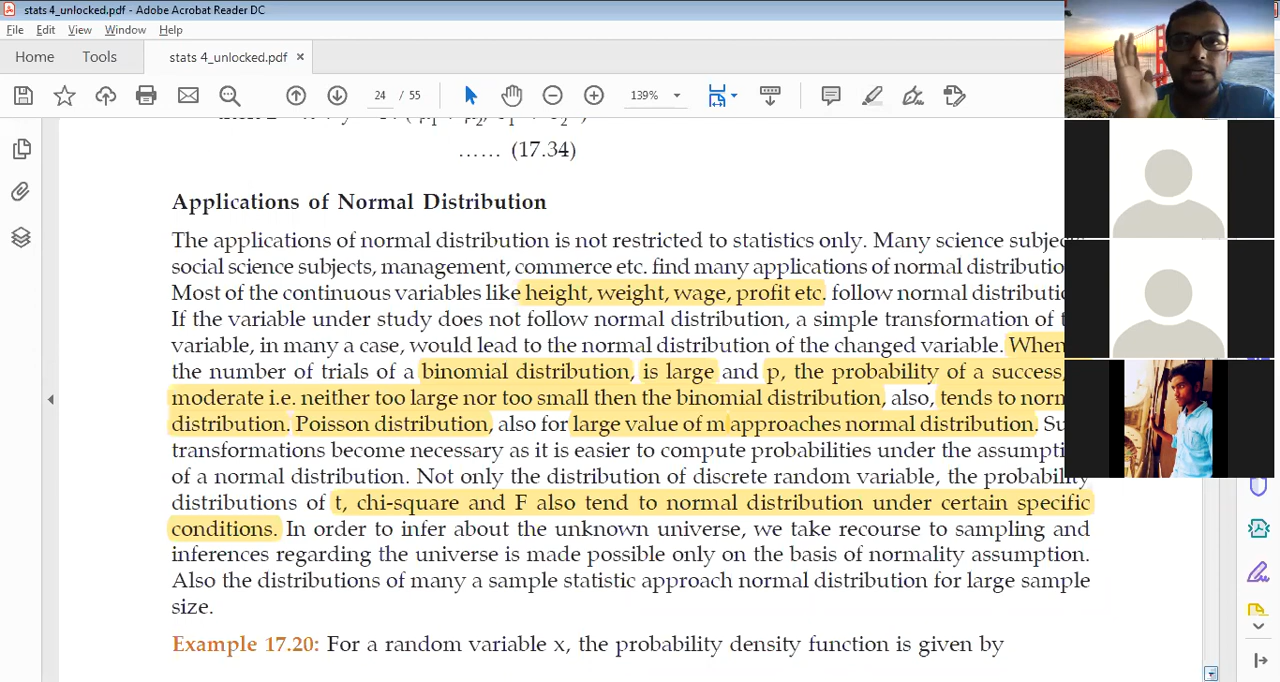 stats 4_unlocked.pdf - Adobe Acrobat Reader DC
File Edit View Window Help
Home Tools stats 4_unlocked.pdf ×
24 / 55 139%
...... (17.34)
Applications of Normal Distribution
The applications of normal distribution is not restricted to statistics only. Many science
social science subjects, management, commerce etc. find many applications of normal
Most of the continuous variables like height, weight, wage, profit etc. follow normal
If the variable under study does not follow normal distribution, a simple transformation of
variable, in many a case, would lead to the normal distribution of the changed variable. When
the number of trials of a binomial distribution, is large and p, the probability of a success,
moderate i.e. neither too large nor too small then the binomial distribution, also, tends to
distribution. Poisson distribution, also for large value of m approaches normal distribution.
transformations become necessary as it is easier to compute probabilities under the
of a normal distribution. Not only the distribution of discrete random variable, the probability
distributions of t, chi-square and F also tend to normal distribution under certain specific
conditions. In order to infer about the unknown universe, we take recourse to sampling and
inferences regarding the universe is made possible only on the basis of normality assumption.
Also the distributions of many a sample statistic approach normal distribution for large sample
size.
Example 17.20: For a random variable x, the probability density function is given by